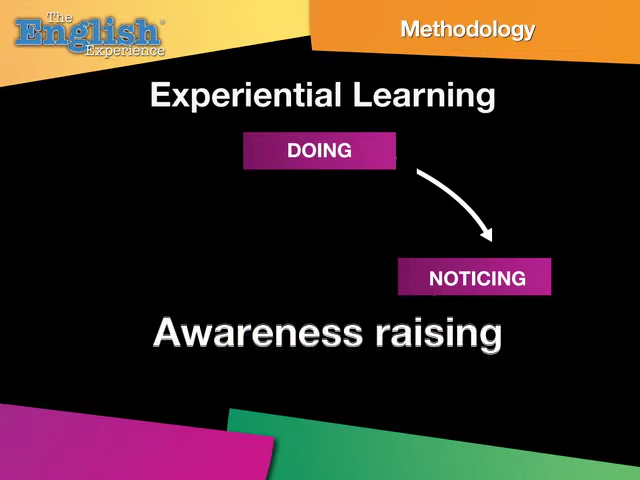 The
English
Experience
Methodology
Experiential Learning
DOING
NOTICING
Awareness raising